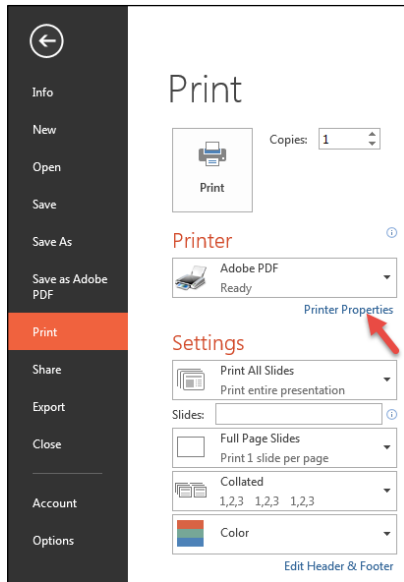 Info
New
Open
Save
Save As
Save as Adobe
PDF
Print
Share
Export
Close
Account
Options
Print
Copies: 1
Print
Printer
Adobe PDF
Ready
Printer Properties
Settings
Print All Slides
Print entire presentation
Slides:
Full Page Slides
Print 1 slide per page
Collated
1,2,3 1,2,3 1,2,3
Color
Edit Header & Footer